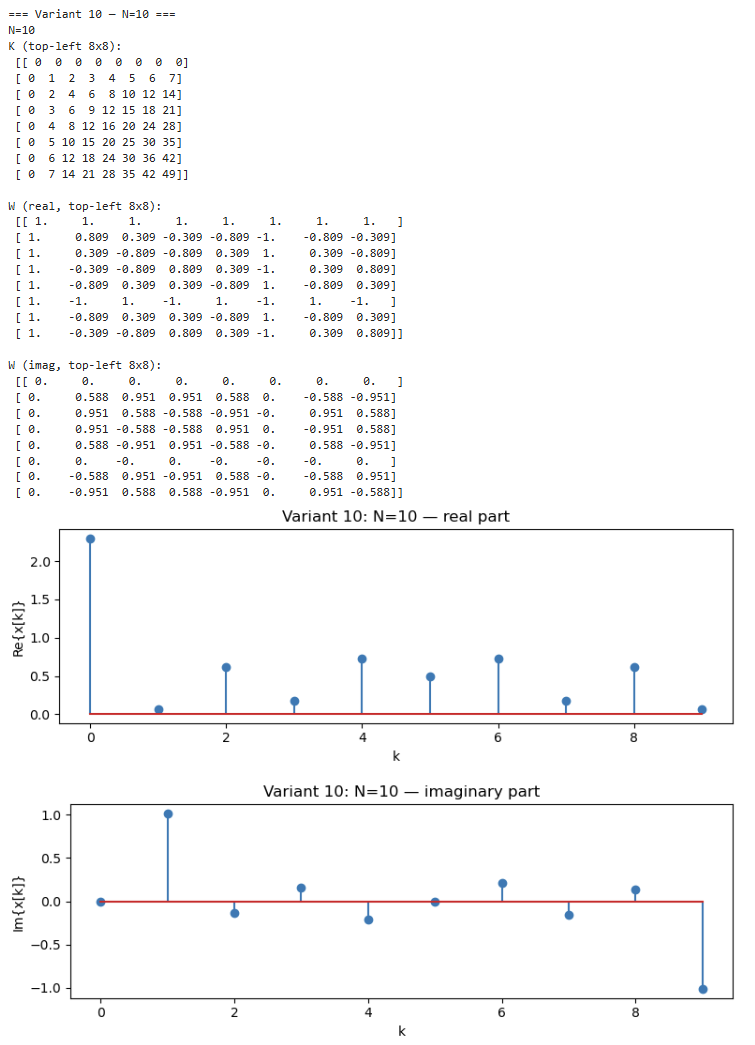 === Variant 10 — N=10 ===
N=10
K (top-left 8x8):
[[ 0  0  0  0  0  0  0  0]
[ 0  1  2  3  4  5  6  7]
[ 0  2  4  6  8 10 12 14]
[ 0  3  6  9 12 15 18 21]
[ 0  4  8 12 16 20 24 28]
[ 0  5 10 15 20 25 30 35]
[ 0  6 12 18 24 30 36 42]
[ 0  7 14 21 28 35 42 49]]
W (real, top-left 8x8):
[[ 1.     1.     1.     1.     1.     1.     1.     1.   ]
[ 1.     0.809  0.309 -0.309 -0.809 -1.    -0.809 -0.309]
[ 1.     0.309 -0.809 -0.809  0.309  1.     0.309 -0.809]
[ 1.    -0.309 -0.809  0.809  0.309 -1.     0.309  0.809]
[ 1.    -0.809  0.309  0.309 -0.809  1.    -0.809  0.309]
[ 1.    -1.     1.    -1.     1.    -1.     1.    -1.   ]
[ 1.    -0.809  0.309  0.309 -0.809  1.    -0.809  0.309]
[ 1.    -0.309 -0.809  0.809  0.309 -1.     0.309  0.809]]
W (imag, top-left 8x8):
[[ 0.     0.     0.     0.     0.     0.     0.     0.   ]
[ 0.     0.588  0.951  0.951  0.588  0.    -0.588 -0.951]
[ 0.     0.951  0.588 -0.588 -0.951 -0.     0.951  0.588]
[ 0.     0.951 -0.588 -0.588  0.951  0.    -0.951  0.588]
[ 0.     0.588 -0.951  0.951 -0.588 -0.     0.588 -0.951]
[ 0.     0.    -0.     0.    -0.    -0.    -0.     0.   ]
[ 0.    -0.588  0.951 -0.951  0.588 -0.    -0.588  0.951]
[ 0.    -0.951  0.588  0.588 -0.951  0.     0.951 -0.588]]
Variant 10: N=10 — real part
2.0
1.5
1.0
0.5
0.0
Re{x[k]}
0 2 4 6 8
k
Variant 10: N=10 — imaginary part
1.0
0.5
0.0
−0.5
−1.0
Im{x[k]}
0 2 4 6 8
k